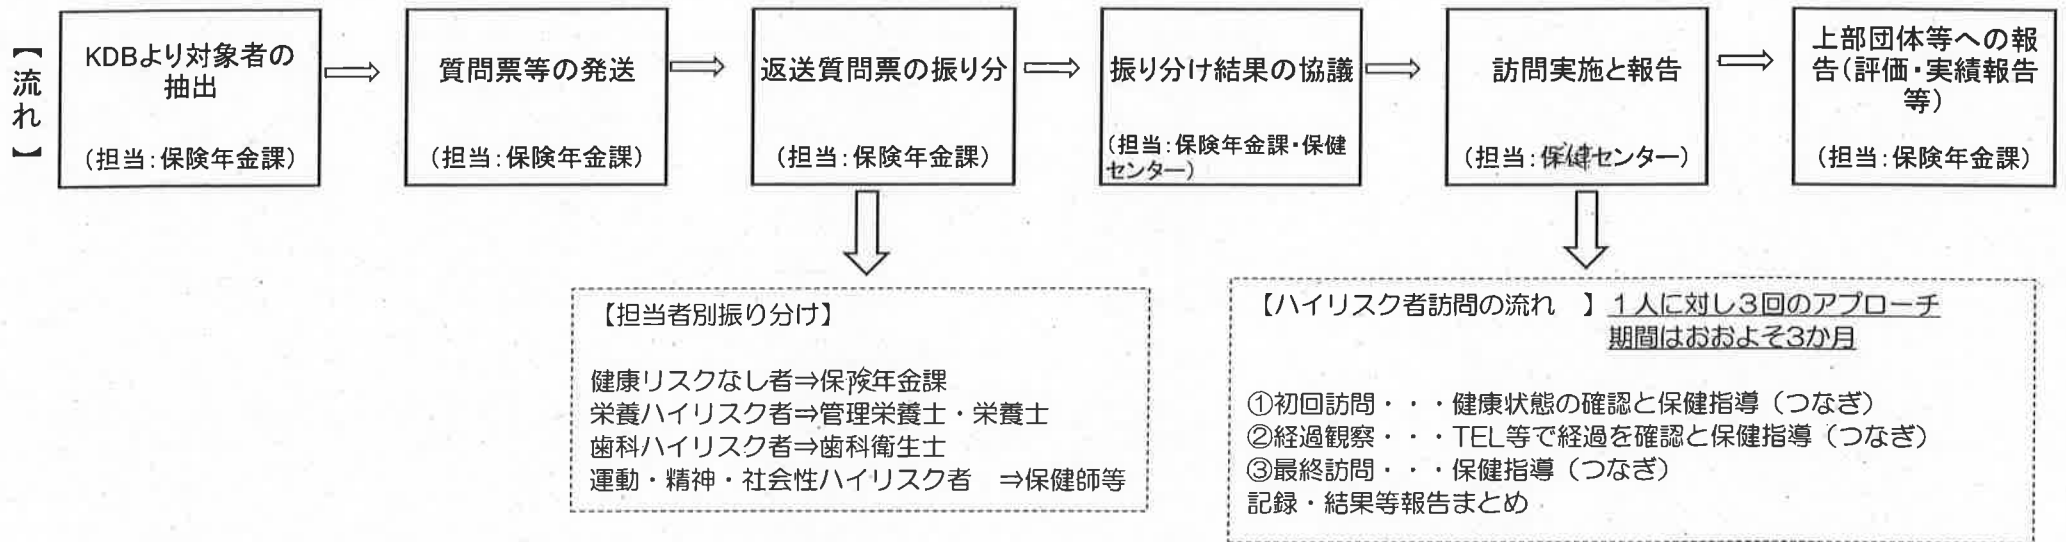 【流れ】
KDBより対象者の
抽出
(担当:保険年金課)
質問票等の発送
(担当:保険年金課)
返送質問票の振り分
(担当:保険年金課)
振り分け結果の協議
(担当:保険年金課・保健
センター)
訪問実施と報告
(担当:保健センター)
上部団体等への報
告(評価・実績報告
等)
(担当:保険年金課)
【担当者別振り分け】
健康リスクなし者⇒保険年金課
栄養ハイリスク者⇒管理栄養士・栄養士
歯科ハイリスク者⇒歯科衛生士
運動・精神・社会性ハイリスク者 ⇒保健師等
【ハイリスク者訪問の流れ 】1人に対し3回のアプローチ
期間はおおよそ3か月
①初回訪問・・・健康状態の確認と保健指導（つなぎ）
②経過観察・・・TEL等で経過を確認と保健指導（つなぎ）
③最終訪問・・・保健指導（つなぎ）
記録・結果等報告まとめ